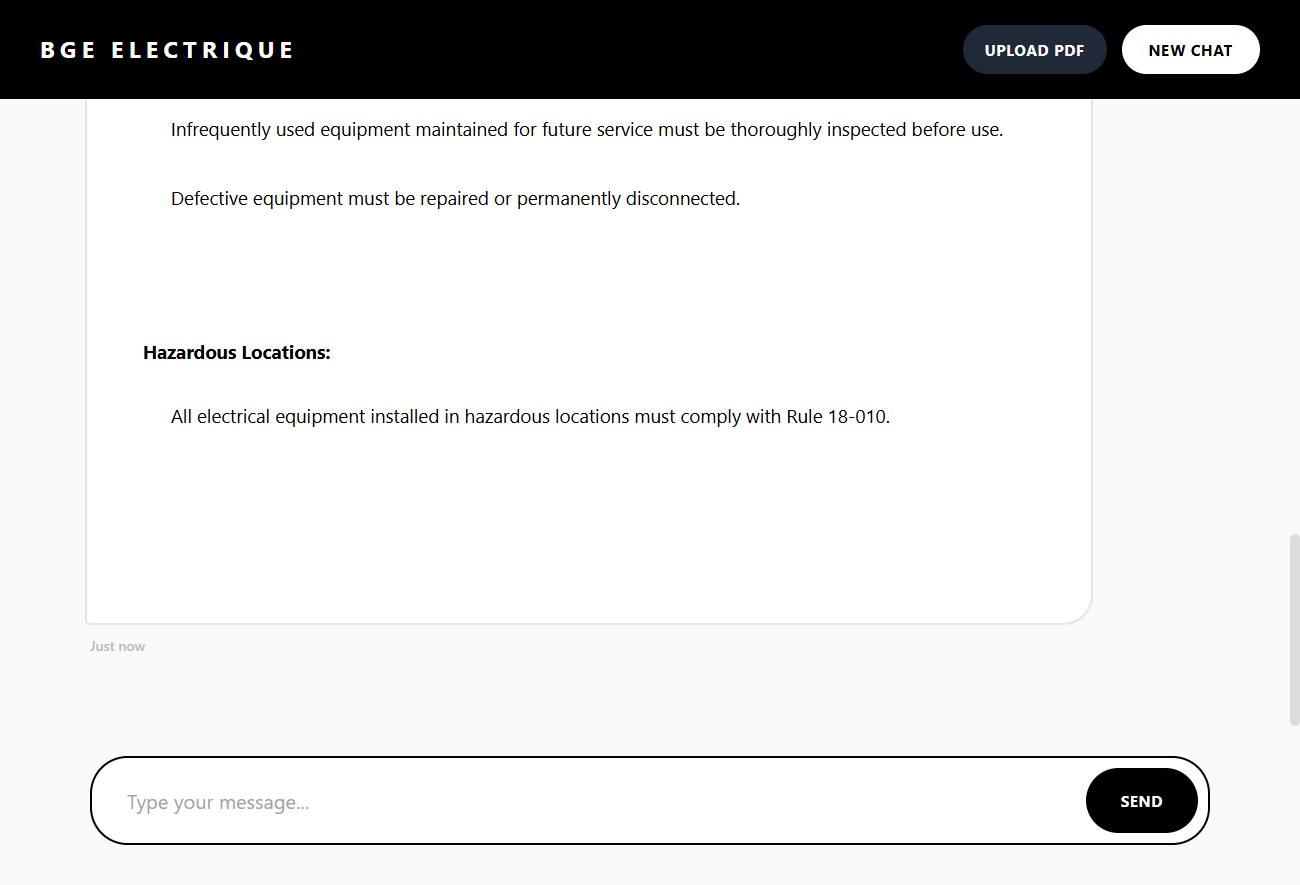 BGE ELECTRIQUE
UPLOAD PDF
NEW CHAT
Infrequently used equipment maintained for future service must be thoroughly inspected before use.
Defective equipment must be repaired or permanently disconnected.
Hazardous Locations:
All electrical equipment installed in hazardous locations must comply with Rule 18-010.
Just now
Type your message...
SEND